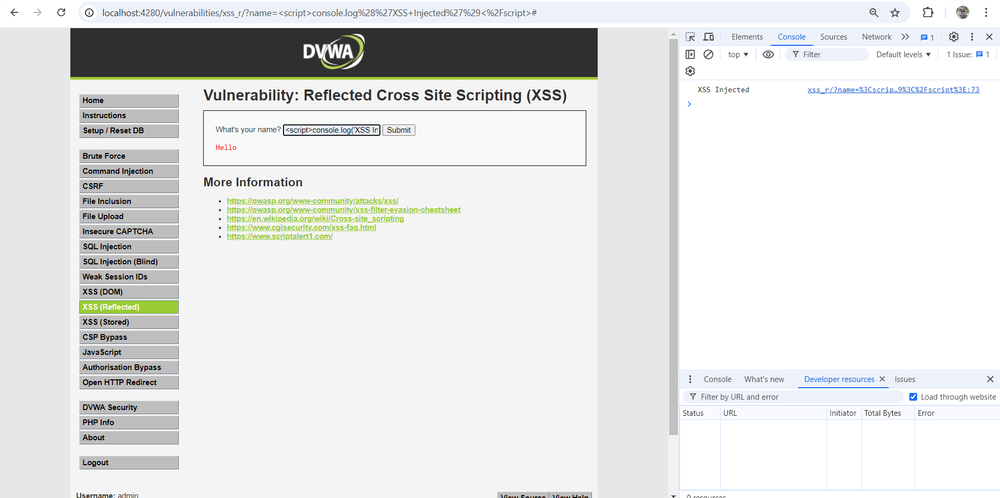 localhost:4280/vulnerabilities/xss_r/?name=<script>console.log%28%27XSS+Injected%27%29<%2Fscript>#
DVWA
Home
Instructions
Setup / Reset DB
Brute Force
Command Injection
CSRF
File Inclusion
File Upload
Insecure CAPTCHA
SQL Injection
SQL Injection (Blind)
Weak Session IDs
XSS (DOM)
XSS (Reflected)
XSS (Stored)
CSP Bypass
JavaScript
Authorisation Bypass
Open HTTP Redirect
DVWA Security
PHP Info
About
Logout
Username: admin
Vulnerability: Reflected Cross Site Scripting (XSS)
What's your name? <script>console.log('XSS In Submit
Hello
More Information
https://owasp.org/www-community/attacks/xss/
https://owasp.org/www-community/xss-filter-evasion-cheatsheet
https://en.wikipedia.org/wiki/Cross-site_scripting
https://www.cgisecurity.com/xss-faq.html
https://www.scriptalert1.com/
View Source View Help
Elements Console Sources Network 1
top Filter Default levels 1 Issue: 1
XSS Injected xss_r/?name=%3Cscrip…9%3C%2Fscript%3E:73
Console What's new Developer resources Issues
Filter by URL and error Load through website
Status URL Initiator Total Bytes Error
0 resources